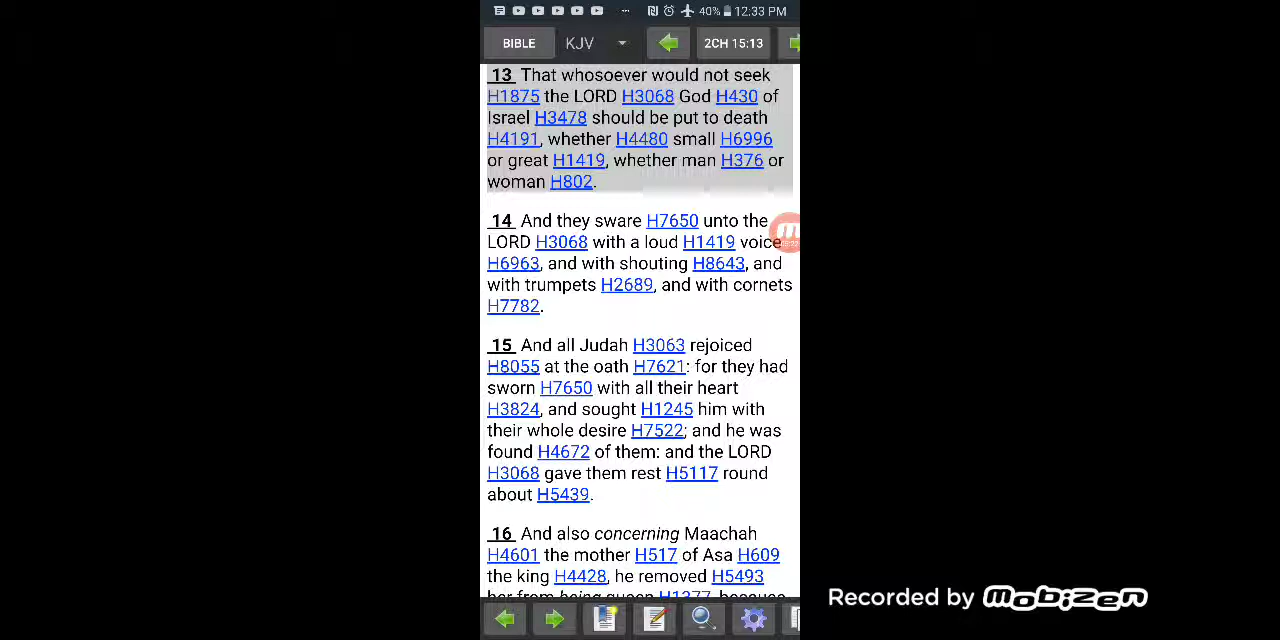 40% 12:33 PM
BIBLE KJV 2CH 15:13
13 That whosoever would not seek
H1875 the LORD H3068 God H430 of
Israel H3478 should be put to death
H4191, whether H4480 small H6996
or great H1419, whether man H376 or
woman H802.
14 And they sware H7650 unto the
LORD H3068 with a loud H1419 voice
H6963, and with shouting H8643, and
with trumpets H2689, and with cornets
H7782.
15 And all Judah H3063 rejoiced
H8055 at the oath H7621: for they had
sworn H7650 with all their heart
H3824, and sought H1245 him with
their whole desire H7522; and he was
found H4672 of them: and the LORD
H3068 gave them rest H5117 round
about H5439.
16 And also concerning Maachah
H4601 the mother H517 of Asa H609
the king H4428, he removed H5493
her from being queen H1377, because
Recorded by mobizen